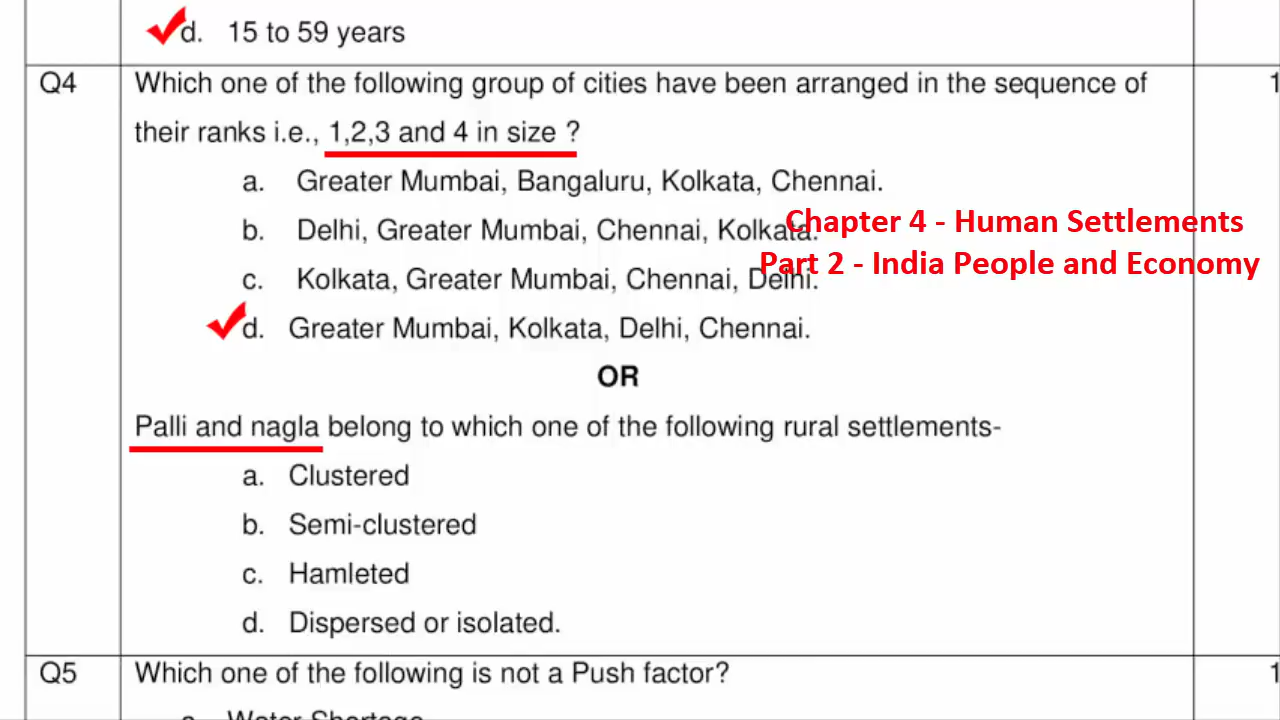 d. 15 to 59 years
Q4 Which one of the following group of cities have been arranged in the sequence of 1
their ranks i.e., 1,2,3 and 4 in size ?
a. Greater Mumbai, Bangaluru, Kolkata, Chennai.
Chapter 4 - Human Settlements
b. Delhi, Greater Mumbai, Chennai, Kolkata.
Part 2 - India People and Economy
c. Kolkata, Greater Mumbai, Chennai, Delhi.
d. Greater Mumbai, Kolkata, Delhi, Chennai.
OR
Palli and nagla belong to which one of the following rural settlements-
a. Clustered
b. Semi-clustered
c. Hamleted
d. Dispersed or isolated.
Q5 Which one of the following is not a Push factor? 1
a. Water Shortage